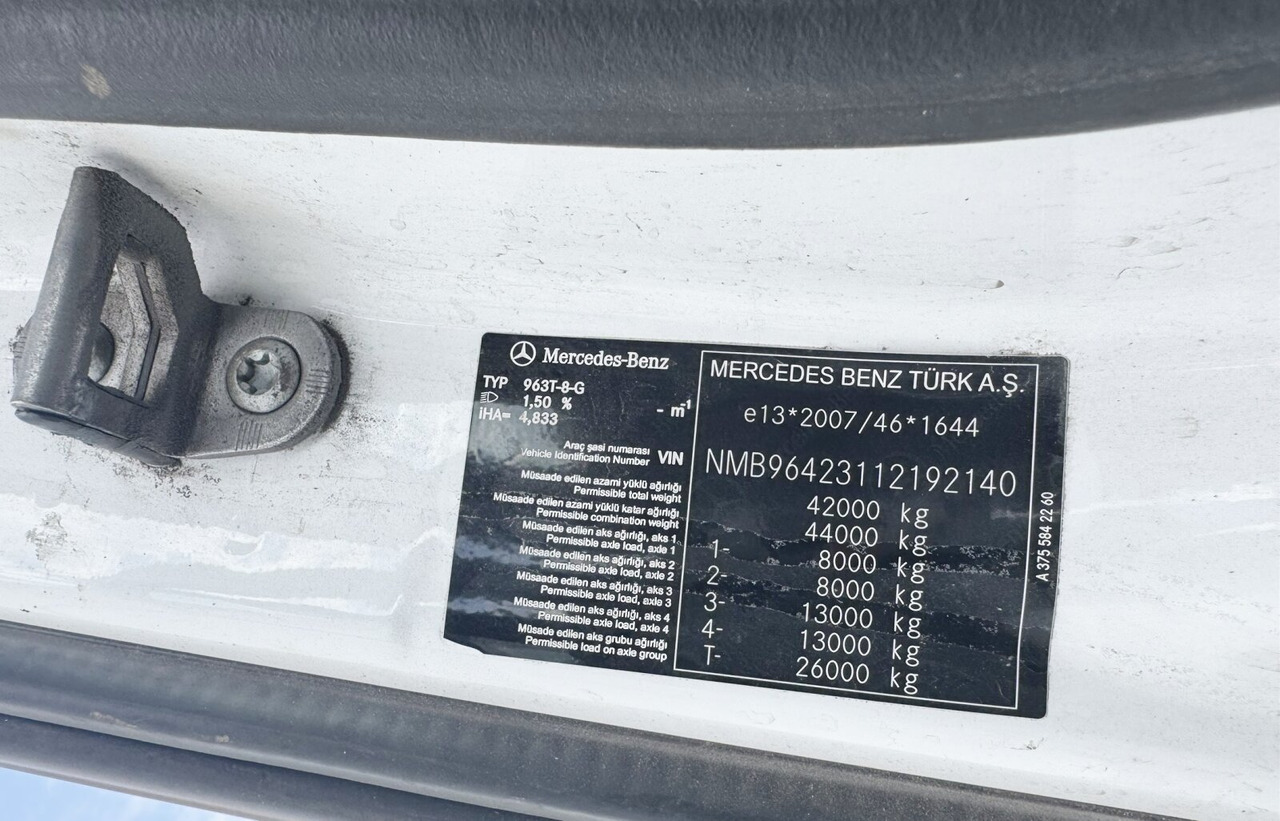 Mercedes-Benz
TYP 963T-8-G
1,50 %
iHA= 4,833 - m⁻¹
MERCEDES BENZ TÜRK A.Ş.
e13*2007/46*1644
Araç şasi numarası
Vehicle Identification Number VIN NMB96423112192140
Müsaade edilen azami yüklü ağırlığı
Permissible total weight 42000 kg
Müsaade edilen azami yüklü katar ağırlığı
Permissible combination weight 44000 kg
Müsaade edilen aks ağırlığı, aks 1
Permissible axle load, axle 1 1- 8000 kg
Müsaade edilen aks ağırlığı, aks 2
Permissible axle load, axle 2 2- 8000 kg
Müsaade edilen aks ağırlığı, aks 3
Permissible axle load, axle 3 3- 13000 kg
Müsaade edilen aks ağırlığı, aks 4
Permissible axle load, axle 4 4- 13000 kg
Müsade edilen aks grubu ağırlığı
Permissible load on axle group T- 26000 kg
A 375 584 22 60